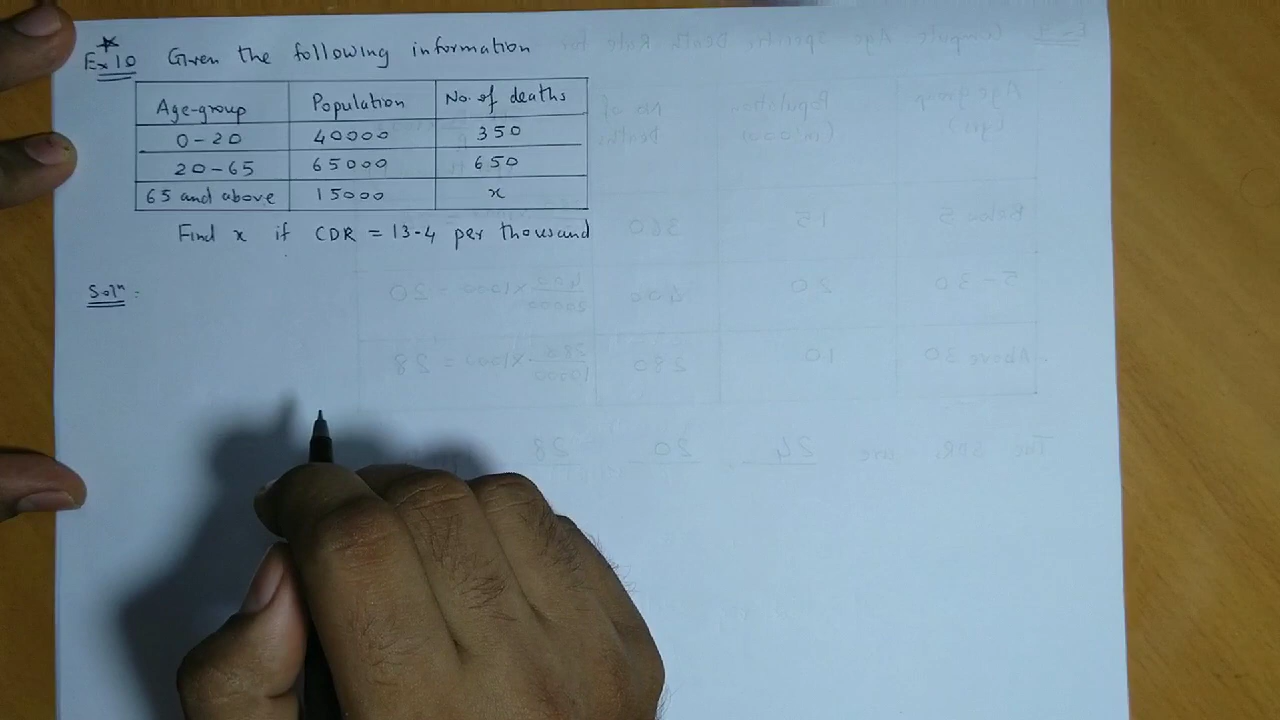 Ex 10 Given the following information
Age-group Population No. of deaths
0-20 40000 350
20-65 65000 650
65 and above 15000 x
Find x if CDR = 13.4 per thousand
Solⁿ :